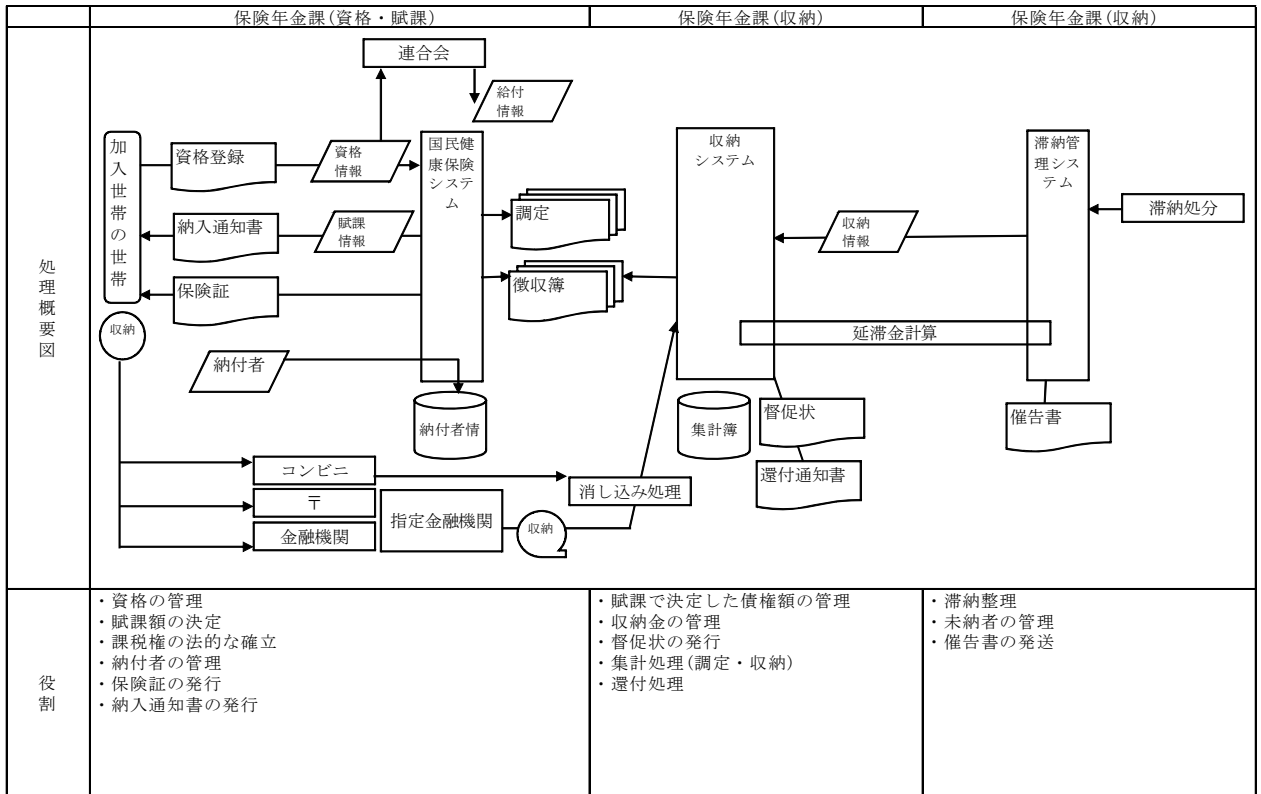 保険年金課(資格・賦課)
保険年金課(収納)
保険年金課(収納)
処理概要図
連合会
給付
情報
加入世帯の世帯
資格登録
資格
情報
国民健
康保険
システ
ム
納入通知書
賦課
情報
調定
保険証
徴収簿
収納
納付者
納付者情
コンビニ
〒
金融機関
指定金融機関
収納
消し込み処理
収納
システム
収納
情報
延滞金計算
集計簿
督促状
還付通知書
滞納管
理シス
テム
滞納処分
催告書
役割
・資格の管理
・賦課額の決定
・課税権の法的な確立
・納付者の管理
・保険証の発行
・納入通知書の発行
・賦課で決定した債権額の管理
・収納金の管理
・督促状の発行
・集計処理(調定・収納)
・還付処理
・滞納整理
・未納者の管理
・催告書の発送